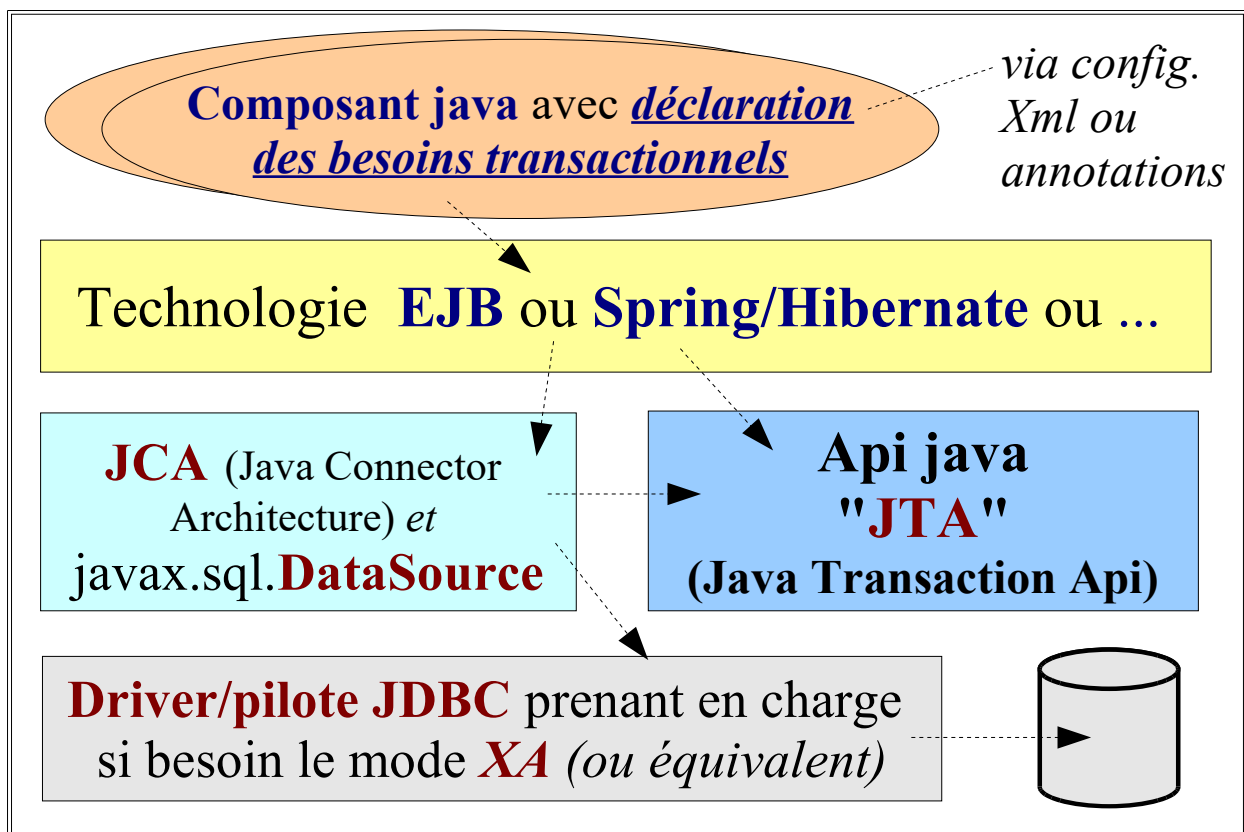 Composant java avec déclaration
des besoins transactionnels
via config.
Xml ou
annotations
Technologie EJB ou Spring/Hibernate ou ...
JCA (Java Connector
Architecture) et
javax.sql.DataSource
Api java
"JTA"
(Java Transaction Api)
Driver/pilote JDBC prenant en charge
si besoin le mode XA (ou équivalent)